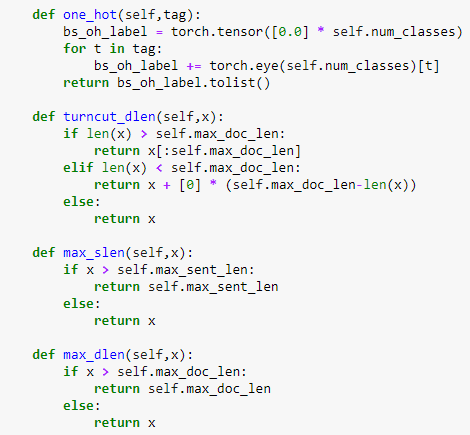 def one_hot(self,tag):
    bs_oh_label = torch.tensor([0.0] * self.num_classes)
    for t in tag:
        bs_oh_label += torch.eye(self.num_classes)[t]
    return bs_oh_label.tolist()

def turncut_dlen(self,x):
    if len(x) > self.max_doc_len:
        return x[:self.max_doc_len]
    elif len(x) < self.max_doc_len:
        return x + [0] * (self.max_doc_len-len(x))
    else:
        return x

def max_slen(self,x):
    if x > self.max_sent_len:
        return self.max_sent_len
    else:
        return x

def max_dlen(self,x):
    if x > self.max_doc_len:
        return self.max_doc_len
    else:
        return x